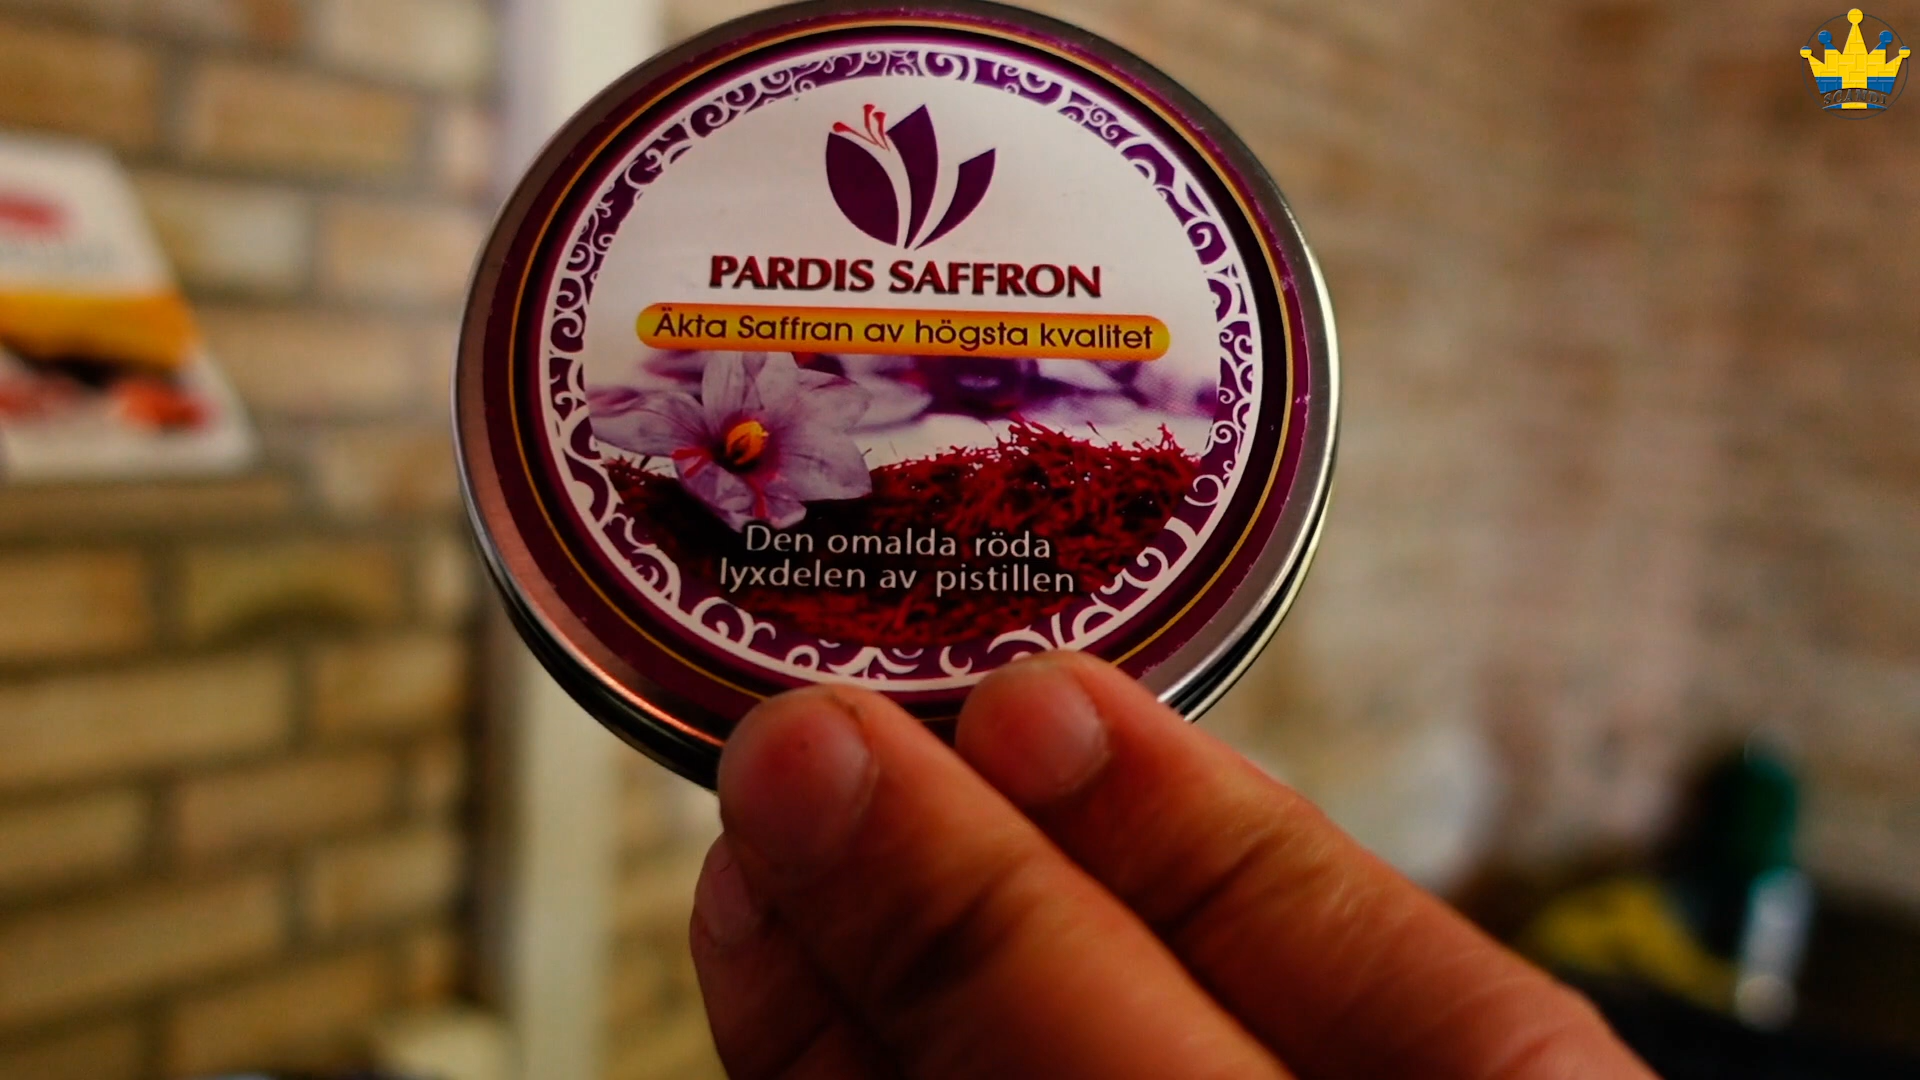 PARDIS SAFFRON
Äkta Saffran av högsta kvalitet
Den omalda röda
lyxdelen av pistillen